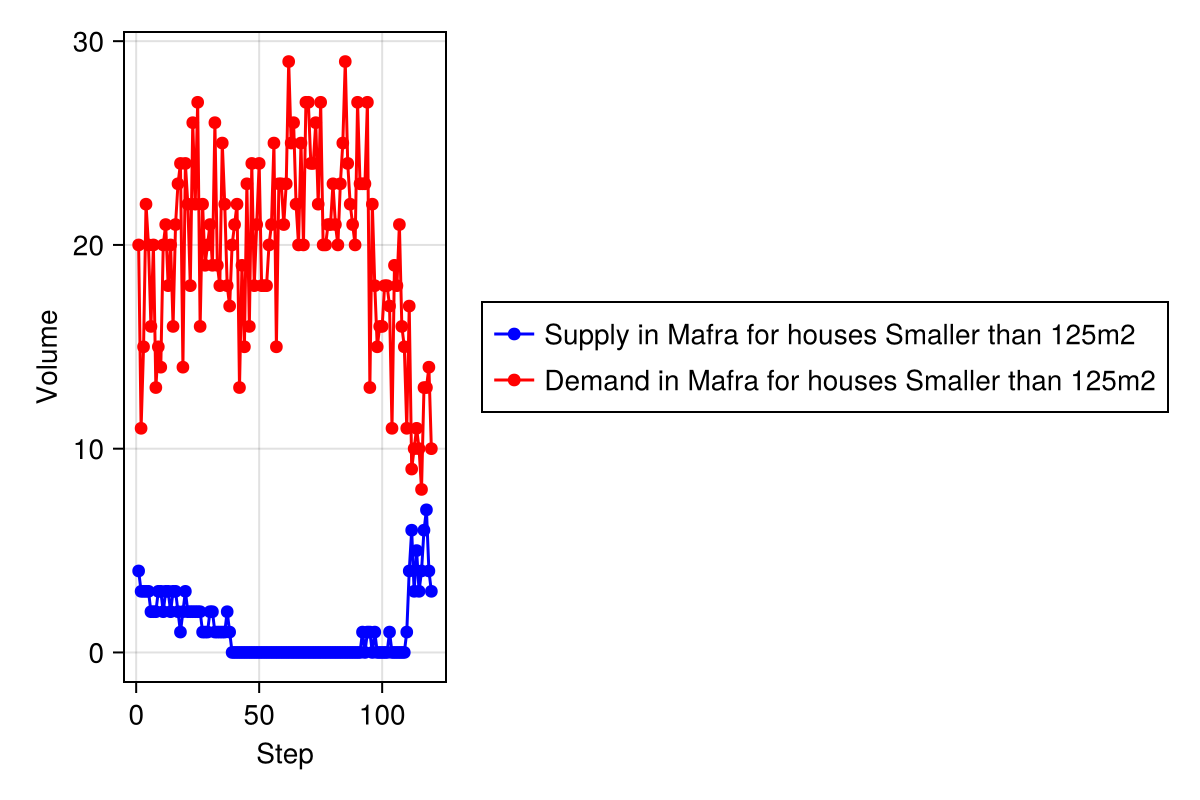 30
20
10
0
Volume
0 50 100
Step
Supply in Mafra for houses Smaller than 125m2
Demand in Mafra for houses Smaller than 125m2